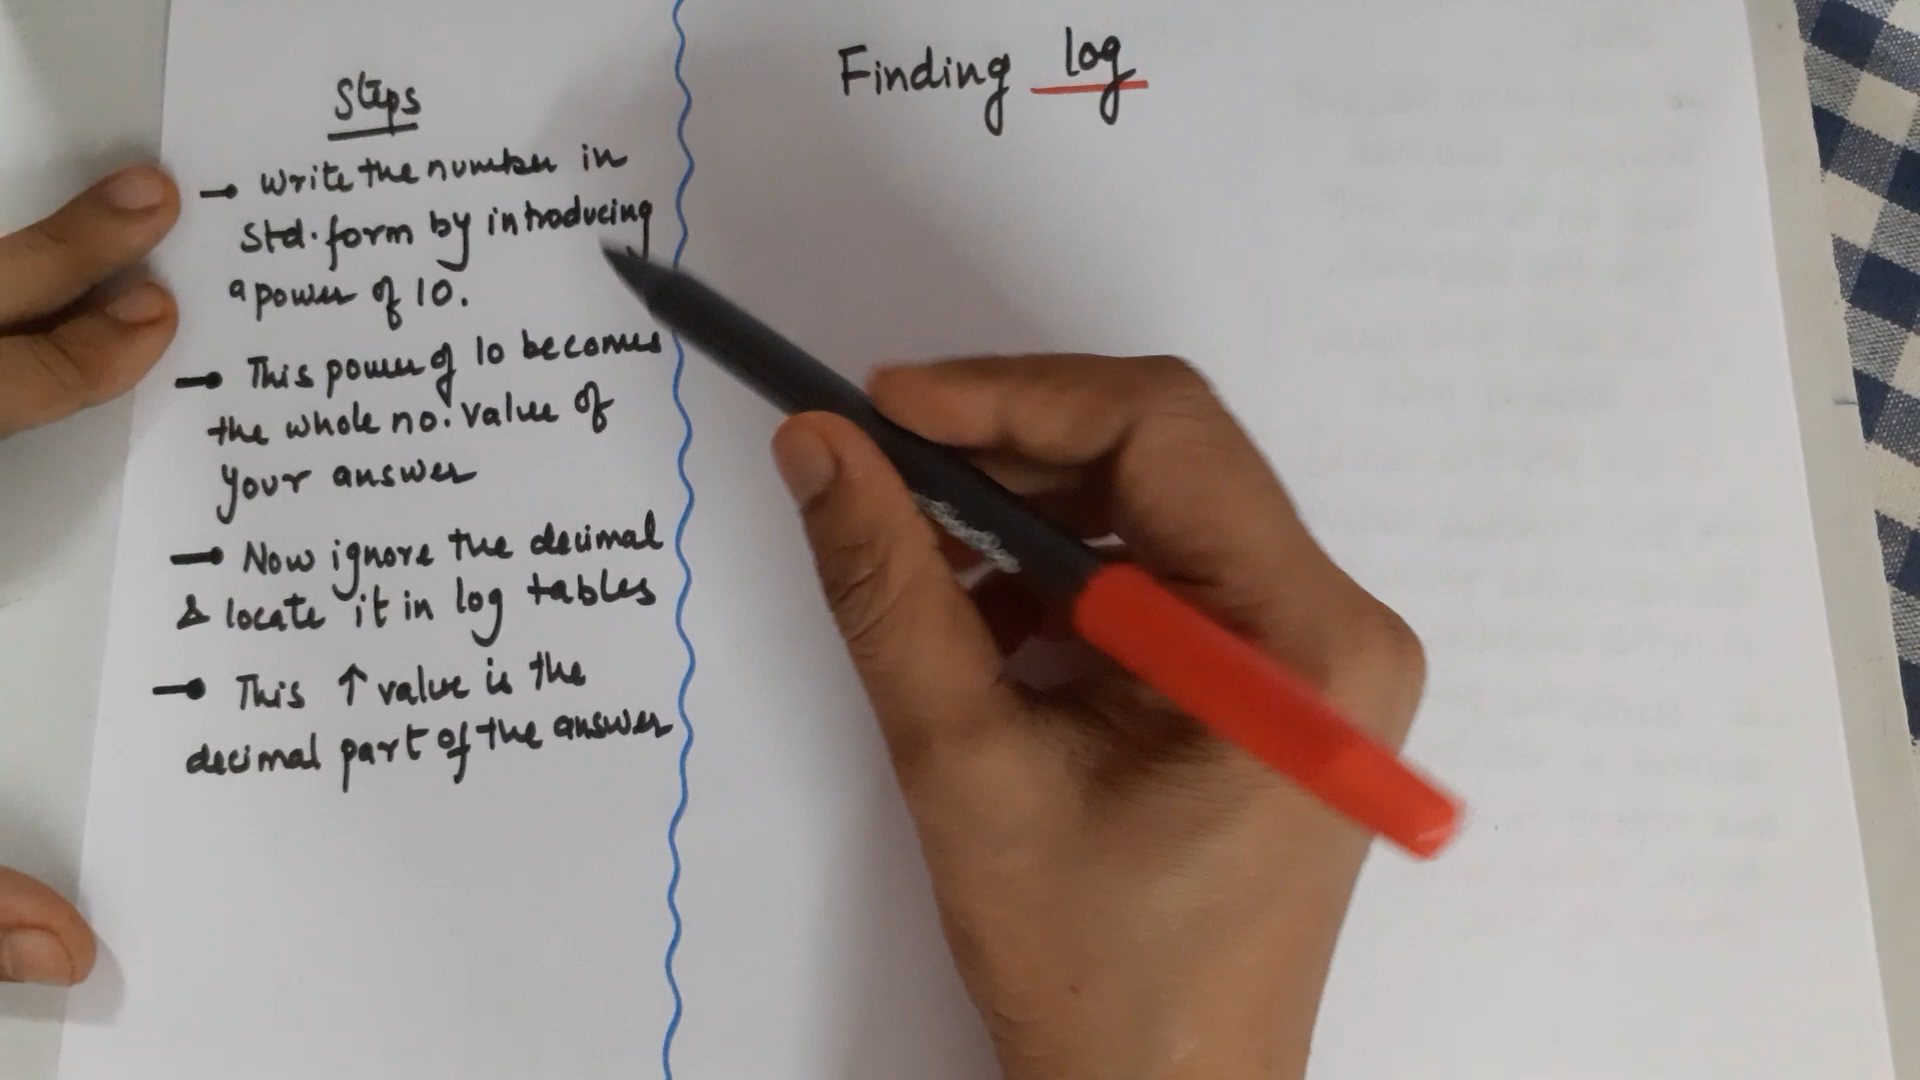 Finding log
Steps
→ Write the number in
Std. form by introducing
a power of 10.
→ This power of 10 becomes
the whole no. value of
your answer
→ Now ignore the decimal
& locate it in log tables
→ This ↑ value is the
decimal part of the answer